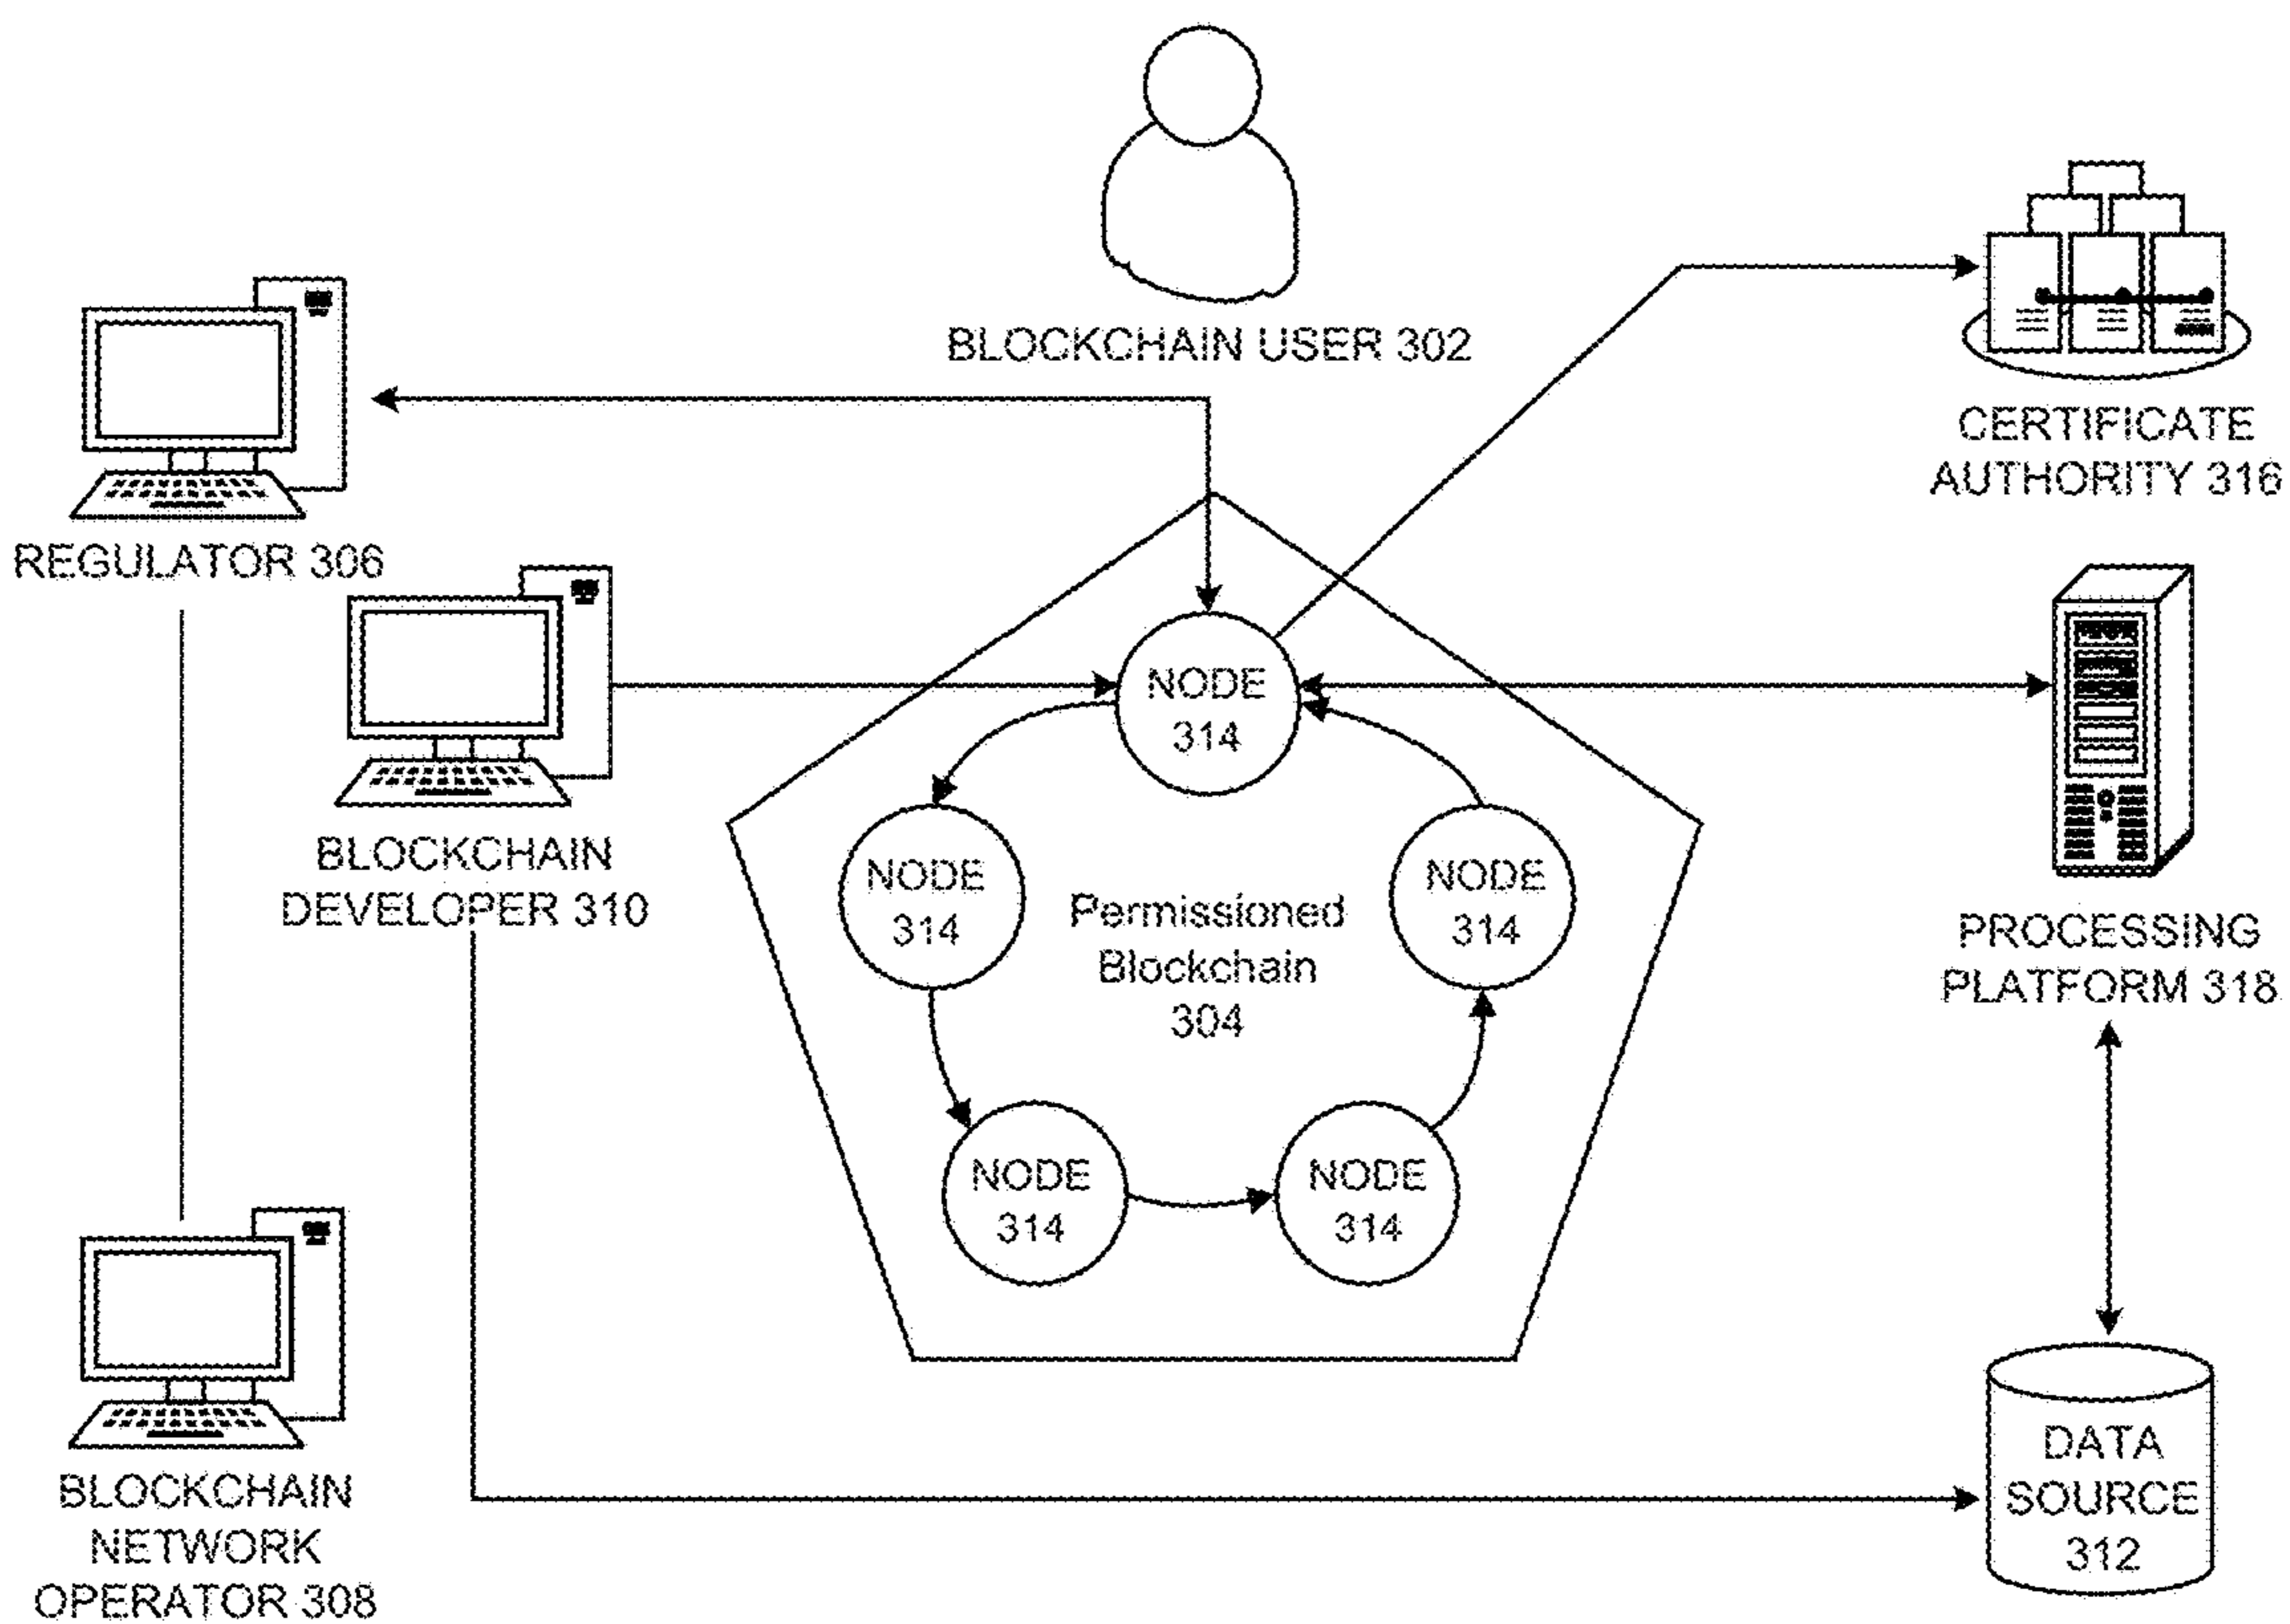 BLOCKCHAIN USER 302
CERTIFICATE
AUTHORITY 316
REGULATOR 306
BLOCKCHAIN
DEVELOPER 310
NODE
314
NODE
314
Permissioned
Blockchain
304
NODE
314
PROCESSING
PLATFORM 318
NODE
314
NODE
314
BLOCKCHAIN
NETWORK
OPERATOR 308
DATA
SOURCE
312